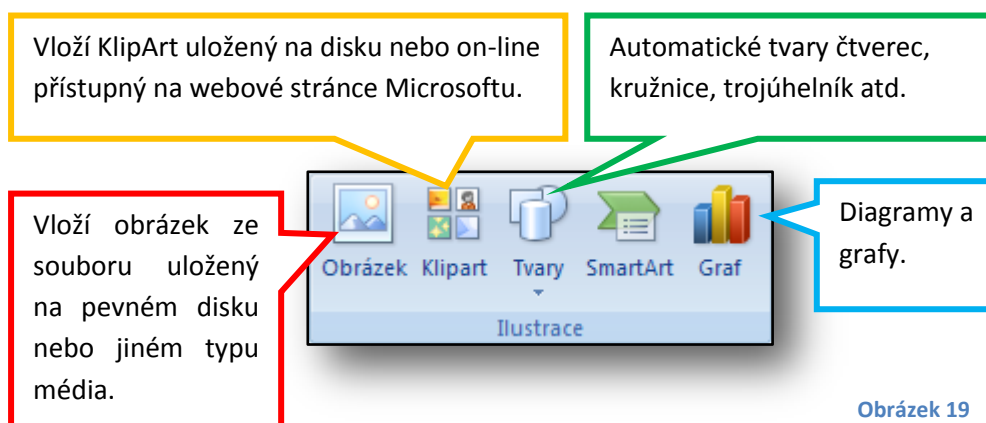 Vloží KlipArt uložený na disku nebo on-line
přístupný na webové stránce Microsoftu.
Automatické tvary čtverec,
kružnice, trojúhelník atd.
Vloží obrázek ze
souboru uložený
na pevném disku
nebo jiném typu
média.
Obrázek Klipart Tvary SmartArt Graf
Ilustrace
Diagramy a
grafy.
Obrázek 19